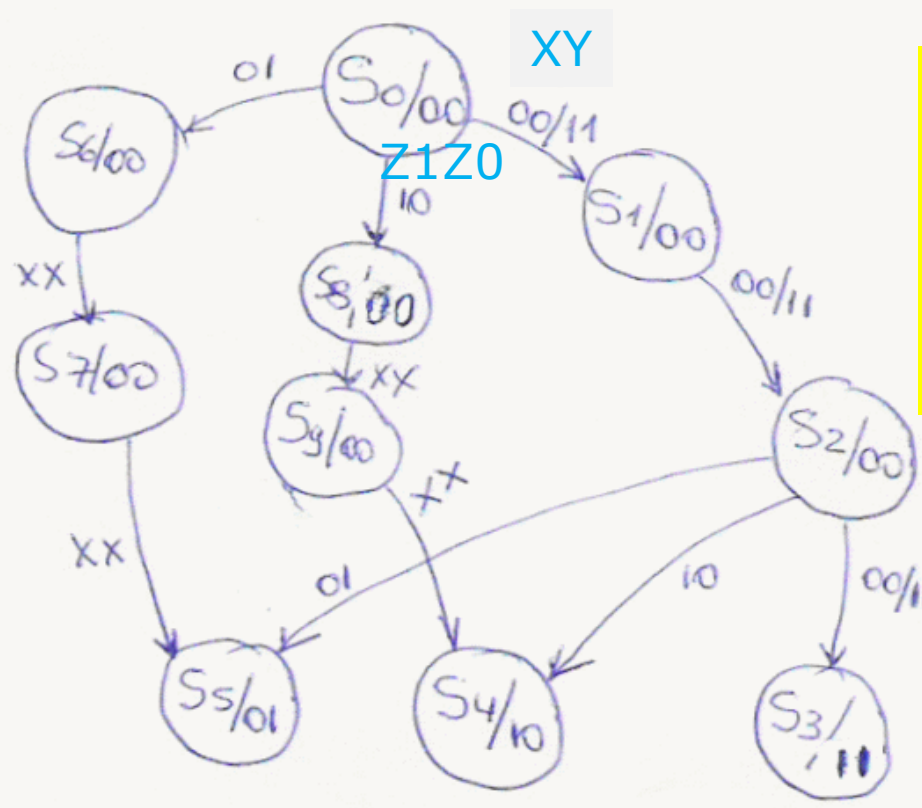 XY
01
S0/00
00/11
Z1Z0
S6/00
10
S1/00
XX
S8/00
00/11
S7/00
XX
S9/00
S2/00
XX
XX
01
10
00/1
S5/01
S4/10
S3/11